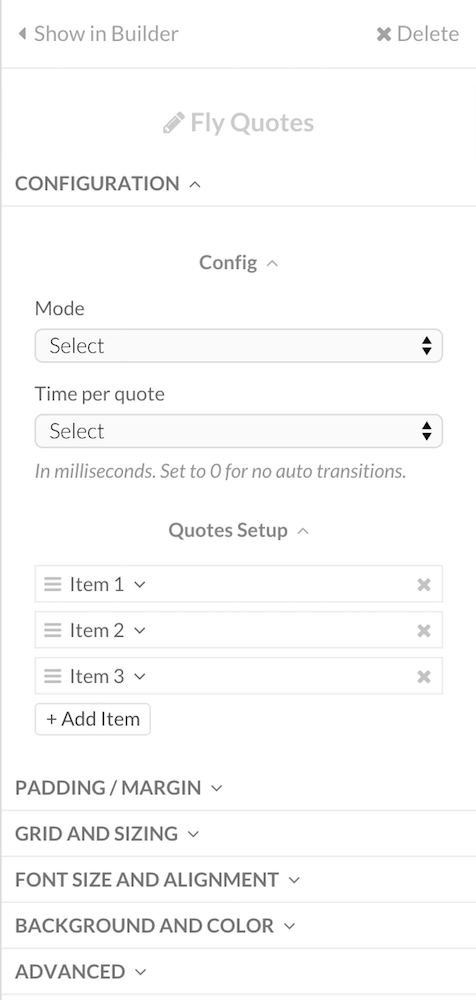 Show in Builder
Delete
Fly Quotes
CONFIGURATION
Config
Mode
Select
Time per quote
Select
In milliseconds. Set to 0 for no auto transitions.
Quotes Setup
Item 1
Item 2
Item 3
+ Add Item
PADDING / MARGIN
GRID AND SIZING
FONT SIZE AND ALIGNMENT
BACKGROUND AND COLOR
ADVANCED